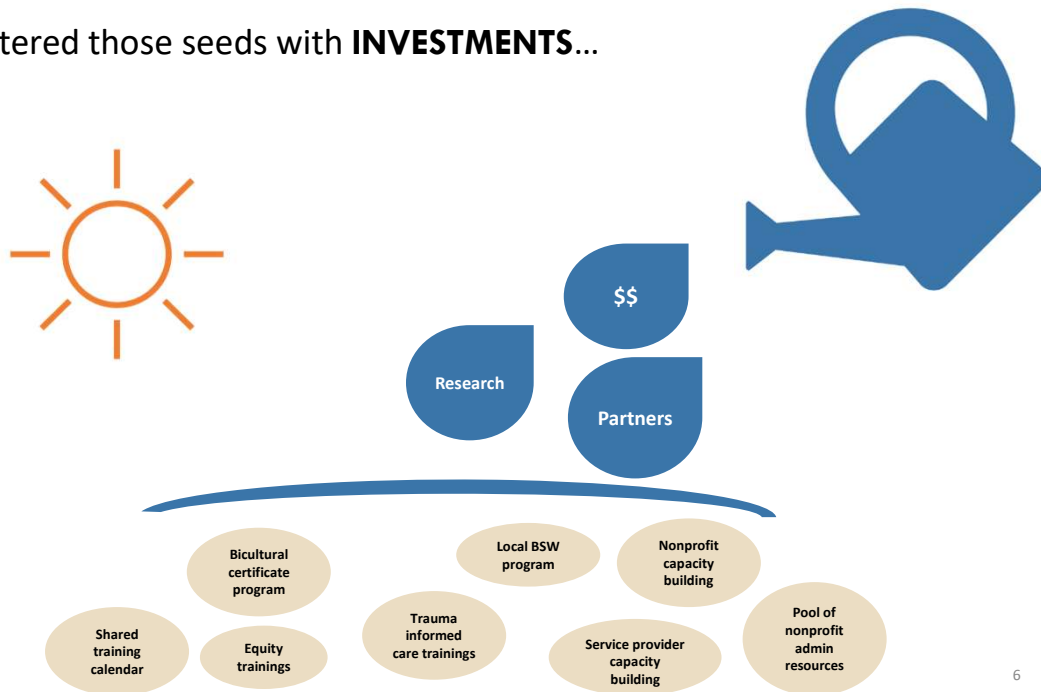 tered those seeds with INVESTMENTS...
$$
Research
Partners
Bicultural
certificate
program
Local BSW
program
Nonprofit
capacity
building
Shared
training
calendar
Equity
trainings
Trauma
informed
care trainings
Service provider
capacity
building
Pool of
nonprofit
admin
resources
6